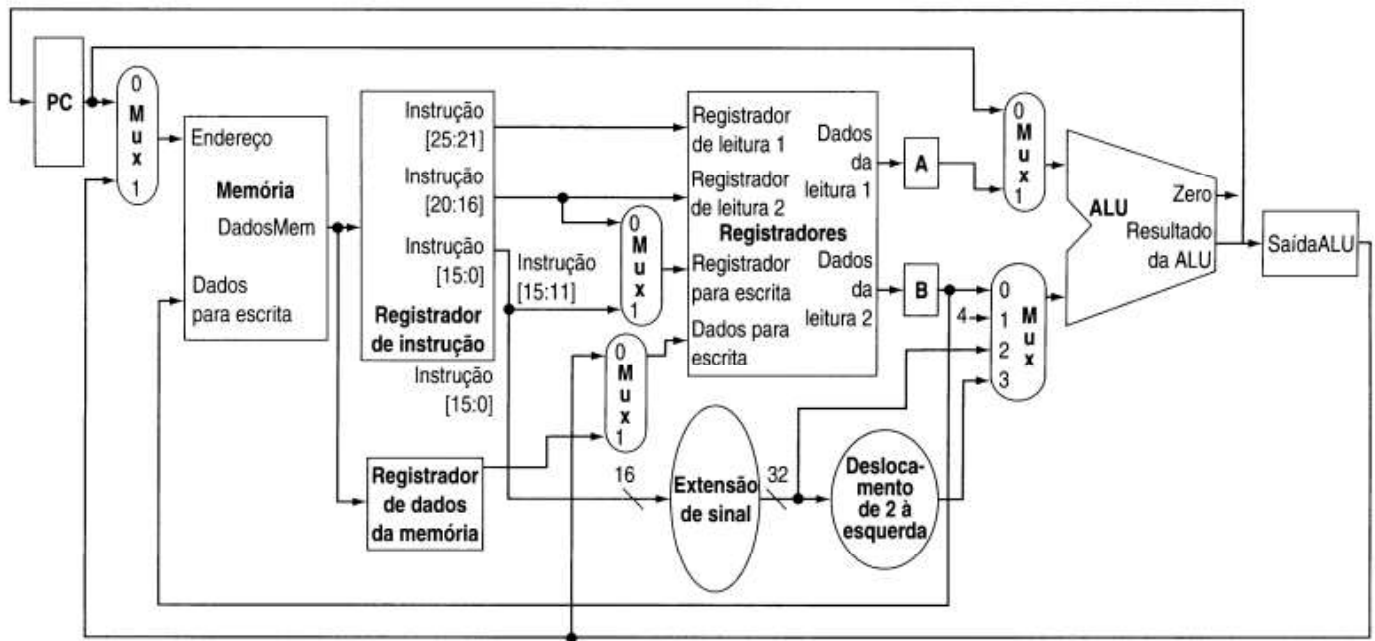 PC
0
M
u
x
1
Endereço
Memória
DadosMem
Dados
para escrita
Instrução
[25:21]
Instrução
[20:16]
Instrução
[15:0]
Registrador
de instrução
Instrução
[15:11]
Instrução
[15:0]
0
M
u
x
1
0
M
u
x
1
Registrador
de dados
da memória
Registrador
de leitura 1
Registrador
de leitura 2
Registradores
Registrador
para escrita
Dados para
escrita
Dados
da
leitura 1
Dados
da
leitura 2
16
Extensão
de sinal
32
Desloca-
mento
de 2 à
esquerda
A
B
4
0
M
u
x
1
0
1
2
3
M
u
x
ALU
Zero
Resultado
da ALU
SaídaALU